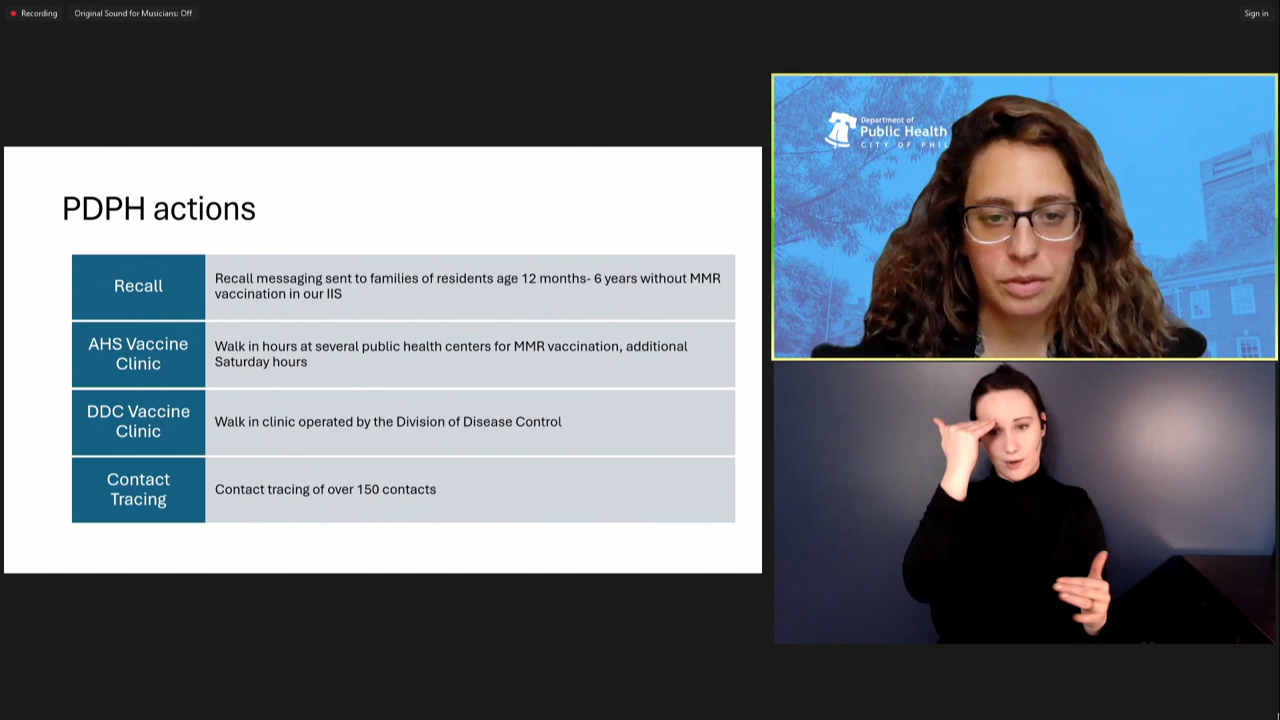 Recording
Original Sound for Musicians: Off
Sign in
PDPH actions
Recall
Recall messaging sent to families of residents age 12 months- 6 years without MMR
vaccination in our IIS
AHS Vaccine
Clinic
Walk in hours at several public health centers for MMR vaccination, additional
Saturday hours
DDC Vaccine
Clinic
Walk in clinic operated by the Division of Disease Control
Contact
Tracing
Contact tracing of over 150 contacts
Department of
Public Health
CITY OF PHIL